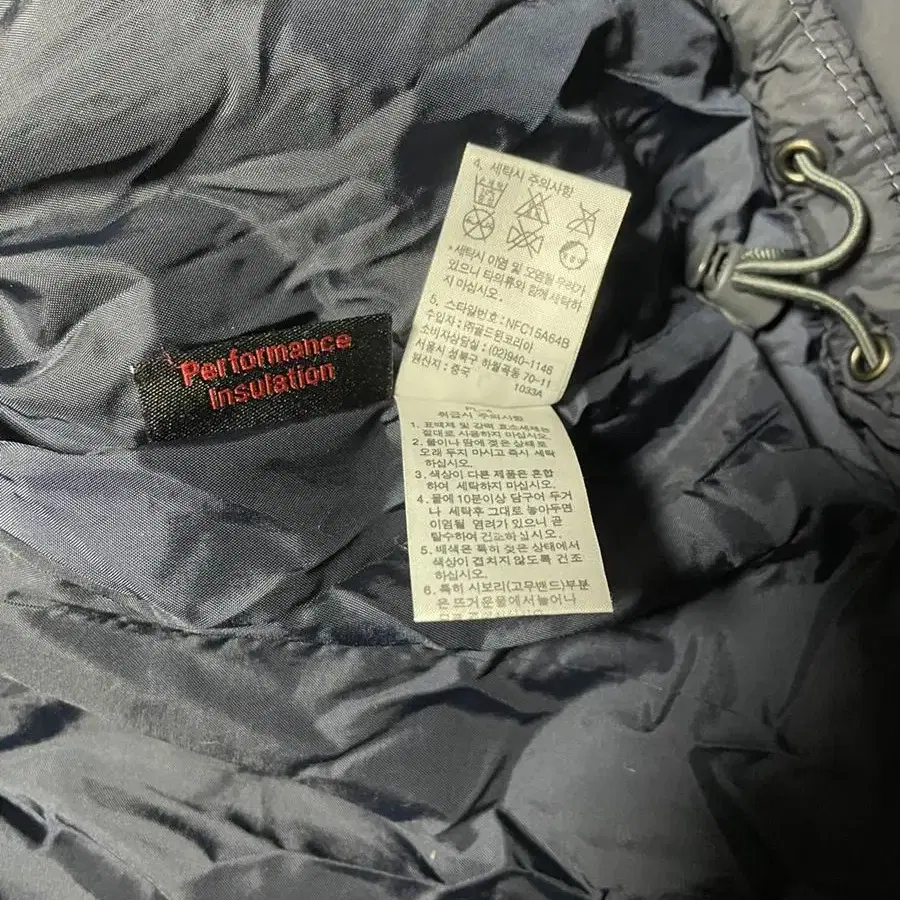 Performance
Insulation
4. 세탁시 주의사항
*세탁시 이염 및 오염될 우려가
있으니 타의류와 함께 세탁하
지 마십시오.
5. 스타일번호: NFC15A64B
수입자: ㈜골드윈코리아
소비자상담실: (02)940-1146
서울시 성북구 하월곡동 70-11
원산지: 중국
1033A
취급시 주의사항
1. 표백제 및 강력 효소세제는
절대로 사용하지 마십시오.
2. 물이나 땀에 젖은 상태로
오래 두지 마시고 즉시 세탁
하십시오.
3. 색상이 다른 제품은 혼합
하여 세탁하지 마십시오.
4. 물에 10분이상 담구어 두거
나 세탁후 그대로 놓아두면
이염될 염려가 있으니 곧
탈수하여 건조하십시오.
5. 배색은 특히 젖은 상태에서
색상이 겹치지 않도록 건조
하십시오.
6. 특히 시보리(고무밴드)부분
은 뜨거운물에서늘어나